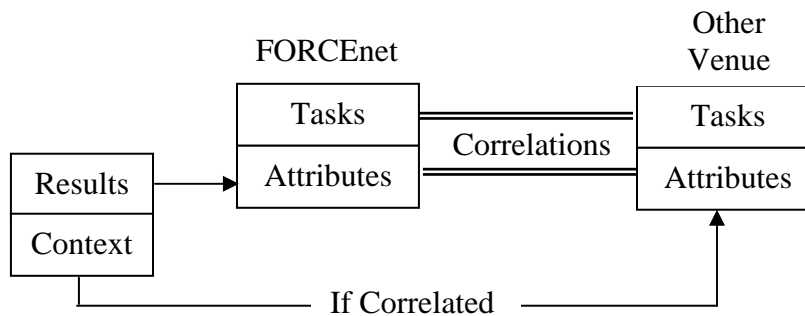 Other
Venue
FORCEnet
Tasks
Tasks
Correlations
Results
Attributes
Attributes
Context
If Correlated